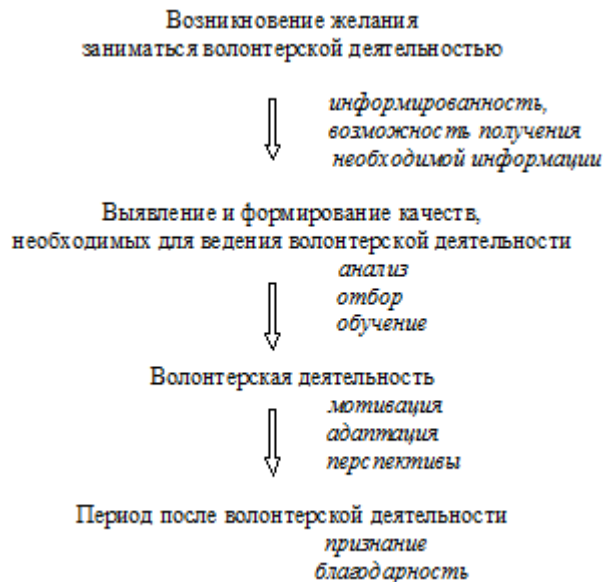 Возникновение желания
заниматься волонтерской деятельностью
информированность,
возможность получения
необходимой информации
Выявление и формирование качеств,
необходимых для ведения волонтерской деятельности
анализ
отбор
обучение
Волонтерская деятельность
мотивация
адаптация
перспективы
Период после волонтерской деятельности
признание
благодарность